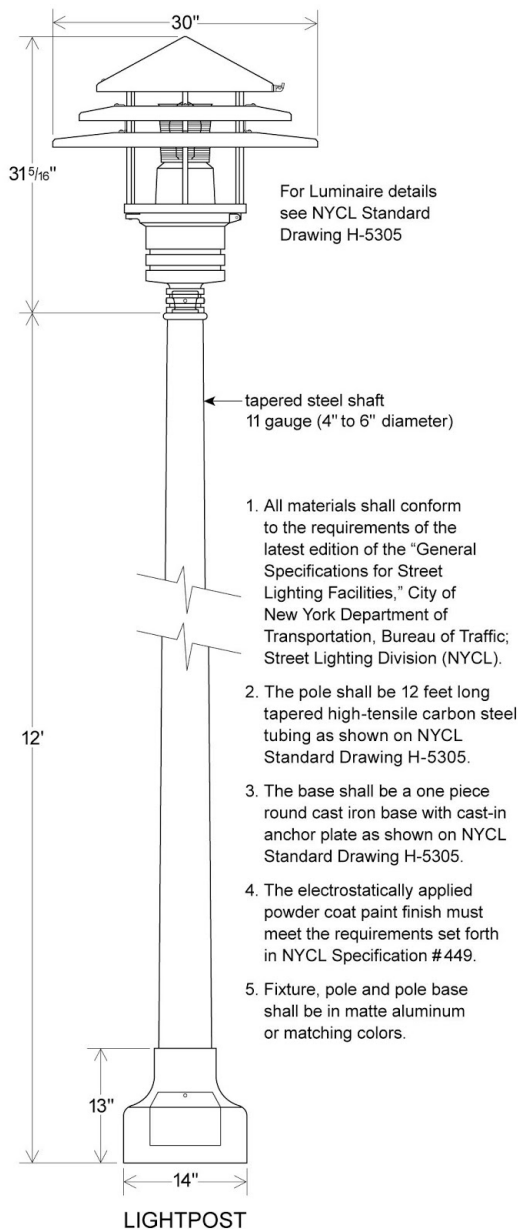 30"
31 5/16"
For Luminaire details
see NYCL Standard
Drawing H-5305
tapered steel shaft
11 gauge (4" to 6" diameter)
1. All materials shall conform
to the requirements of the
latest edition of the “General
Specifications for Street
Lighting Facilities,” City of
New York Department of
Transportation, Bureau of Traffic;
Street Lighting Division (NYCL).
2. The pole shall be 12 feet long
tapered high-tensile carbon steel
tubing as shown on NYCL
Standard Drawing H-5305.
12'
3. The base shall be a one piece
round cast iron base with cast-in
anchor plate as shown on NYCL
Standard Drawing H-5305.
4. The electrostatically applied
powder coat paint finish must
meet the requirements set forth
in NYCL Specification #449.
5. Fixture, pole and pole base
shall be in matte aluminum
or matching colors.
13"
14"
LIGHTPOST